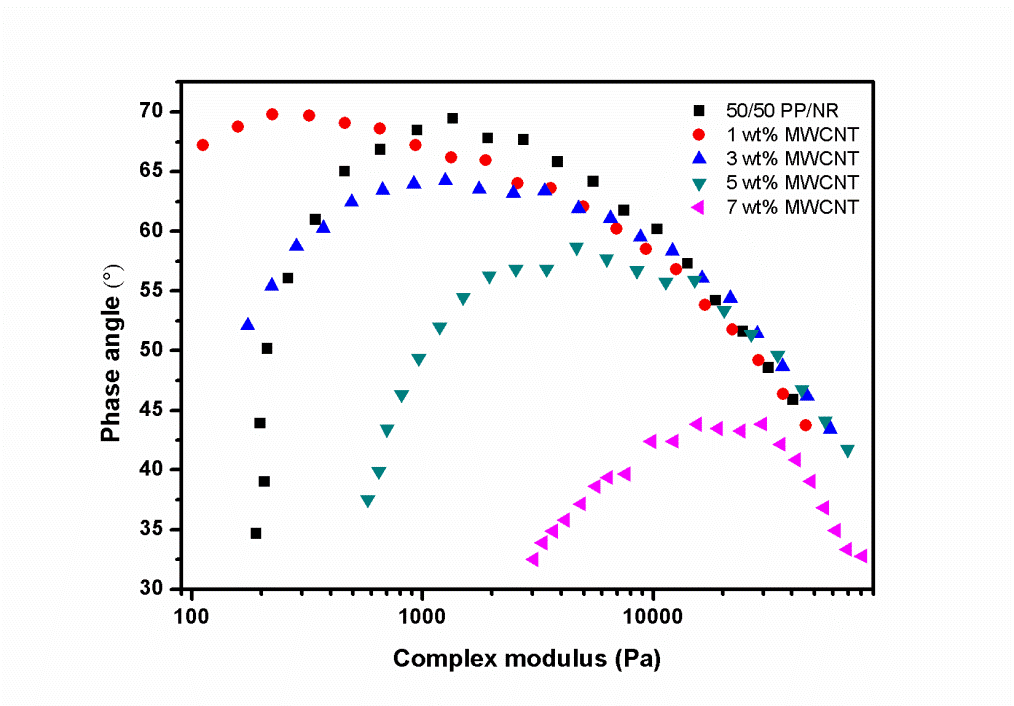 50/50 PP/NR
1 wt% MWCNT
3 wt% MWCNT
5 wt% MWCNT
7 wt% MWCNT
70
65
60
55
50
45
40
35
30
Phase angle (°)
100
1000
10000
Complex modulus (Pa)